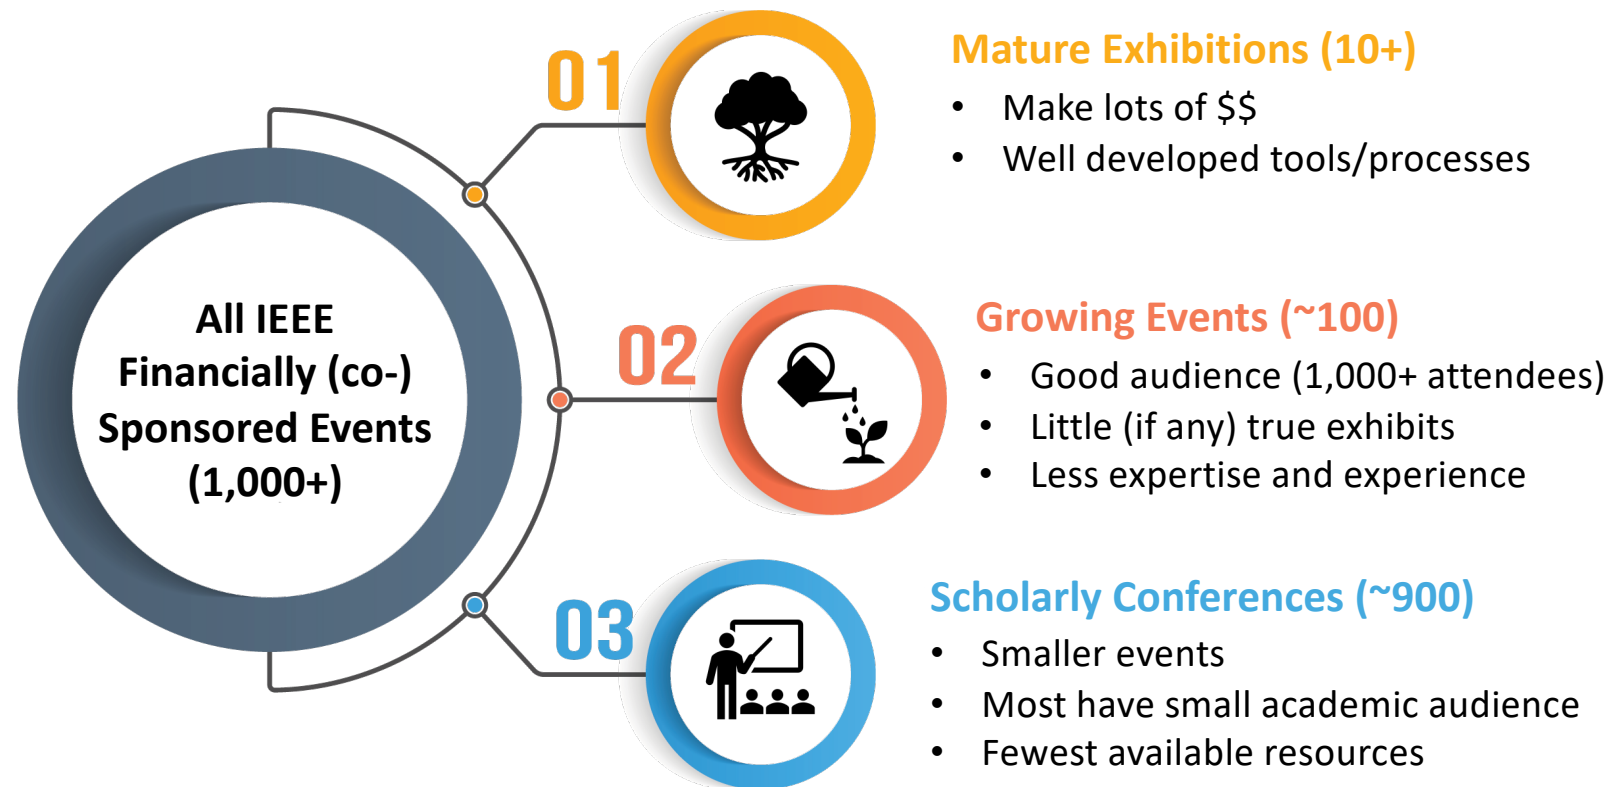 All IEEE
Financially (co-)
Sponsored Events
(1,000+)
01
Mature Exhibitions (10+)
• Make lots of $$
• Well developed tools/processes
02
Growing Events (~100)
• Good audience (1,000+ attendees)
• Little (if any) true exhibits
• Less expertise and experience
03
Scholarly Conferences (~900)
• Smaller events
• Most have small academic audience
• Fewest available resources